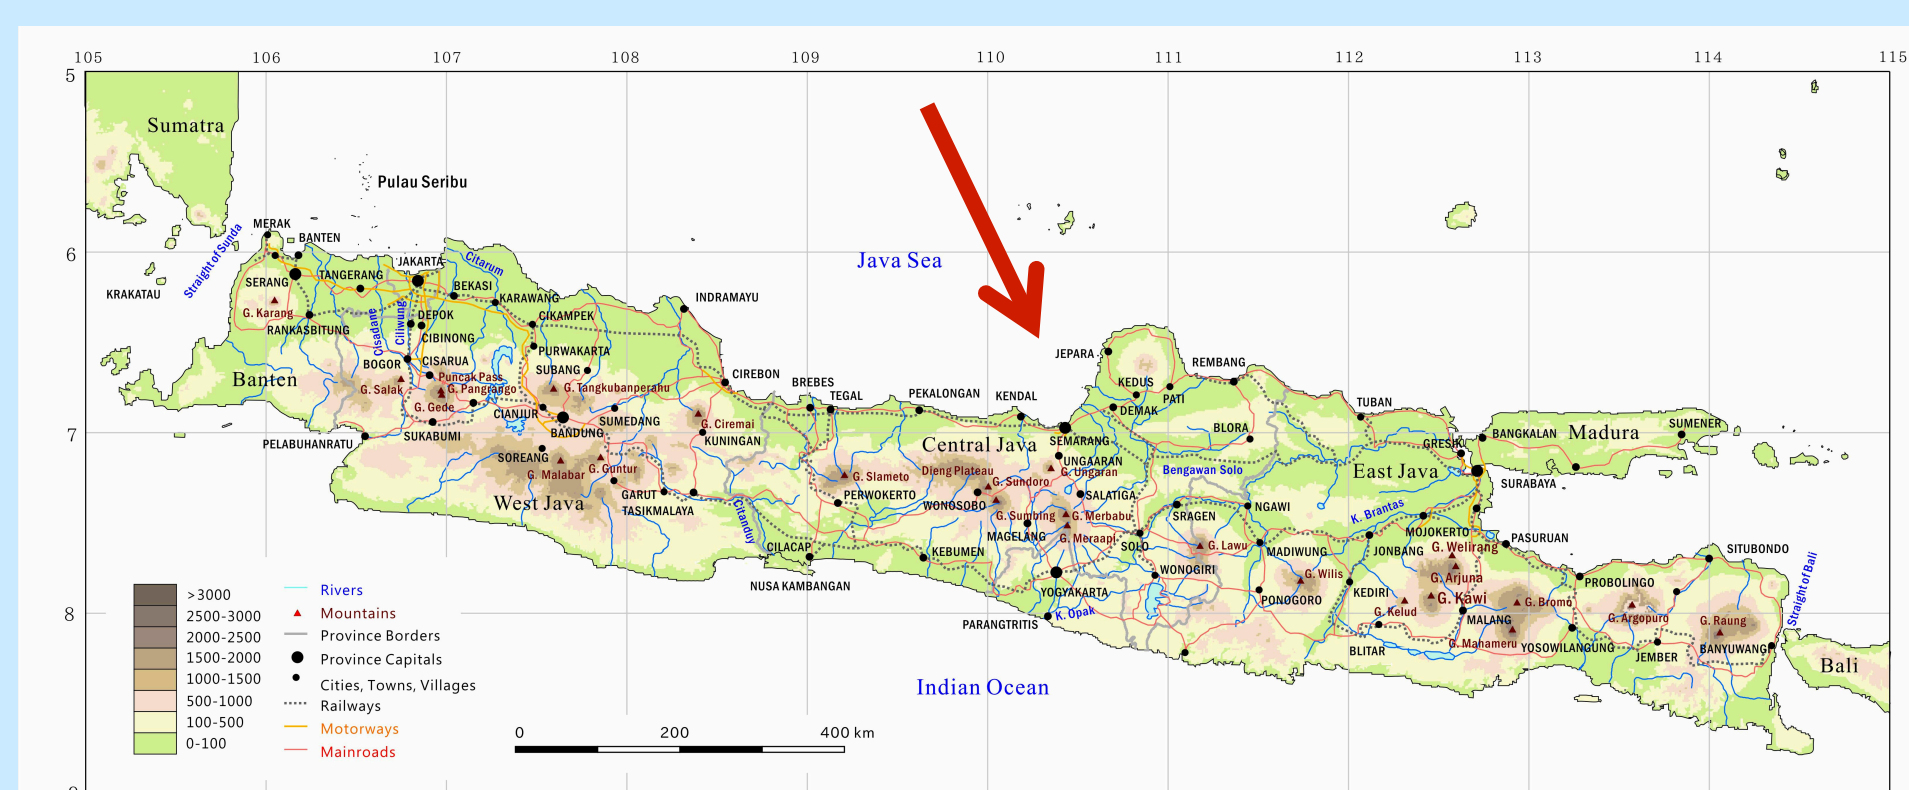 105 106 107 108 109 110 111 112 113 114 115
5
Sumatra
Pulau Seribu
MERAK
BANTEN
Straight of Sunda
6
Java Sea
JAKARTA
Citarum
TANGERANG
SERANG
BEKASI
KRAKATAU
KARAWANG
INDRAMAYU
G. Karang
DEPOK
CIKAMPEK
RANKASBITUNG
Cisadane
Ciliwung
CIBINONG
PURWAKARTA
JEPARA
BOGOR
CISARUA
REMBANG
SUBANG
CIREBON
Banten
Puncak Pass
G. Salak
G. Pangrango
G. Tangkubanperahu
BREBES
TEGAL
PEKALONGAN
KENDAL
KEDUS
PATI
G. Gede
CIANJUR
DEMAK
TUBAN
SUMEDANG
G. Ciremai
BLORA
7
SUKABUMI
BANDUNG
KUNINGAN
PELABUHANRATU
Central Java
SEMARANG
GRESIK
BANGKALAN
Madura
SUMENER
SOREANG
G. Guntur
UNGAARAN
G. Malabar
G. Slameto
Dieng Plateau
G. Ungaran
Bengawan Solo
East Java
G. Sundoro
SURABAYA
West Java
GARUT
TASIKMALAYA
PERWOKERTO
WONOSOBO
SALATIGA
Citanduy
G. Sumbing
G. Merbabu
SRAGEN
NGAWI
K. Brantas
MAGELANG
G. Meraapi
MOJOKERTO
PASURUAN
CILACAP
KEBUMEN
SOLO
G. Lawu
MADIWUNG
JONBANG
G. Welirang
SITUBONDO
NUSA KAMBANGAN
WONOGIRI
G. Wilis
G. Arjuna
PROBOLINGO
Straight of Bali
YOGYAKARTA
PONOGORO
KEDIRI
G. Kawi
G. Bromo
8
K. Opak
G. Kelud
MALANG
G. Argopuro
G. Raung
PARANGTRITIS
BLITAR
G. Mahameru
YOSOWILANGUNG
JEMBER
BANYUWANG
Bali
Indian Ocean
>3000
2500-3000
2000-2500
1500-2000
1000-1500
500-1000
100-500
0-100
Rivers
Mountains
Province Borders
Province Capitals
Cities, Towns, Villages
Railways
Motorways
Mainroads
0 200 400 km